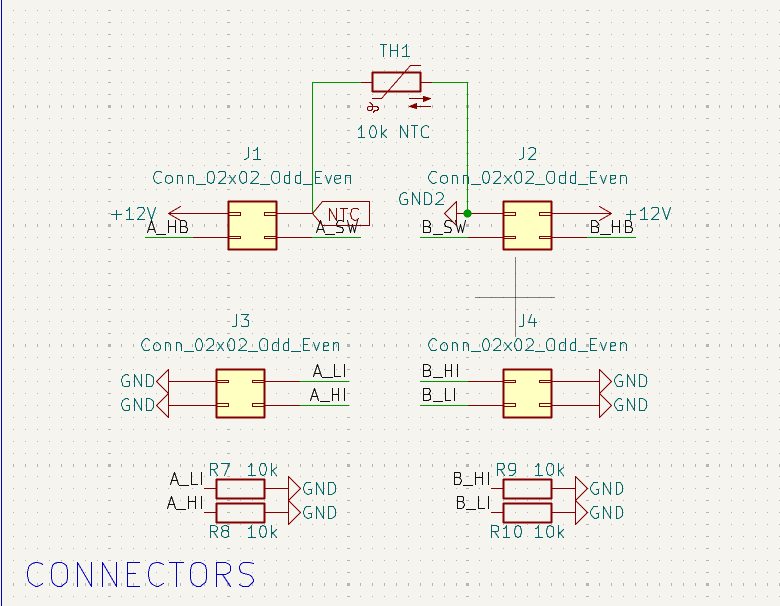 TH1
10k NTC
J1
Conn_02x02_Odd_Even
+12V
NTC
A_HB
A_SW
J2
Conn_02x02_Odd_Even
GND2
+12V
B_SW
B_HB
J3
Conn_02x02_Odd_Even
GND
A_LI
GND
A_HI
J4
Conn_02x02_Odd_Even
B_HI
GND
B_LI
GND
R7 10k
A_LI
GND
A_HI
GND
R8 10k
R9 10k
B_HI
GND
B_LI
GND
R10 10k
CONNECTORS